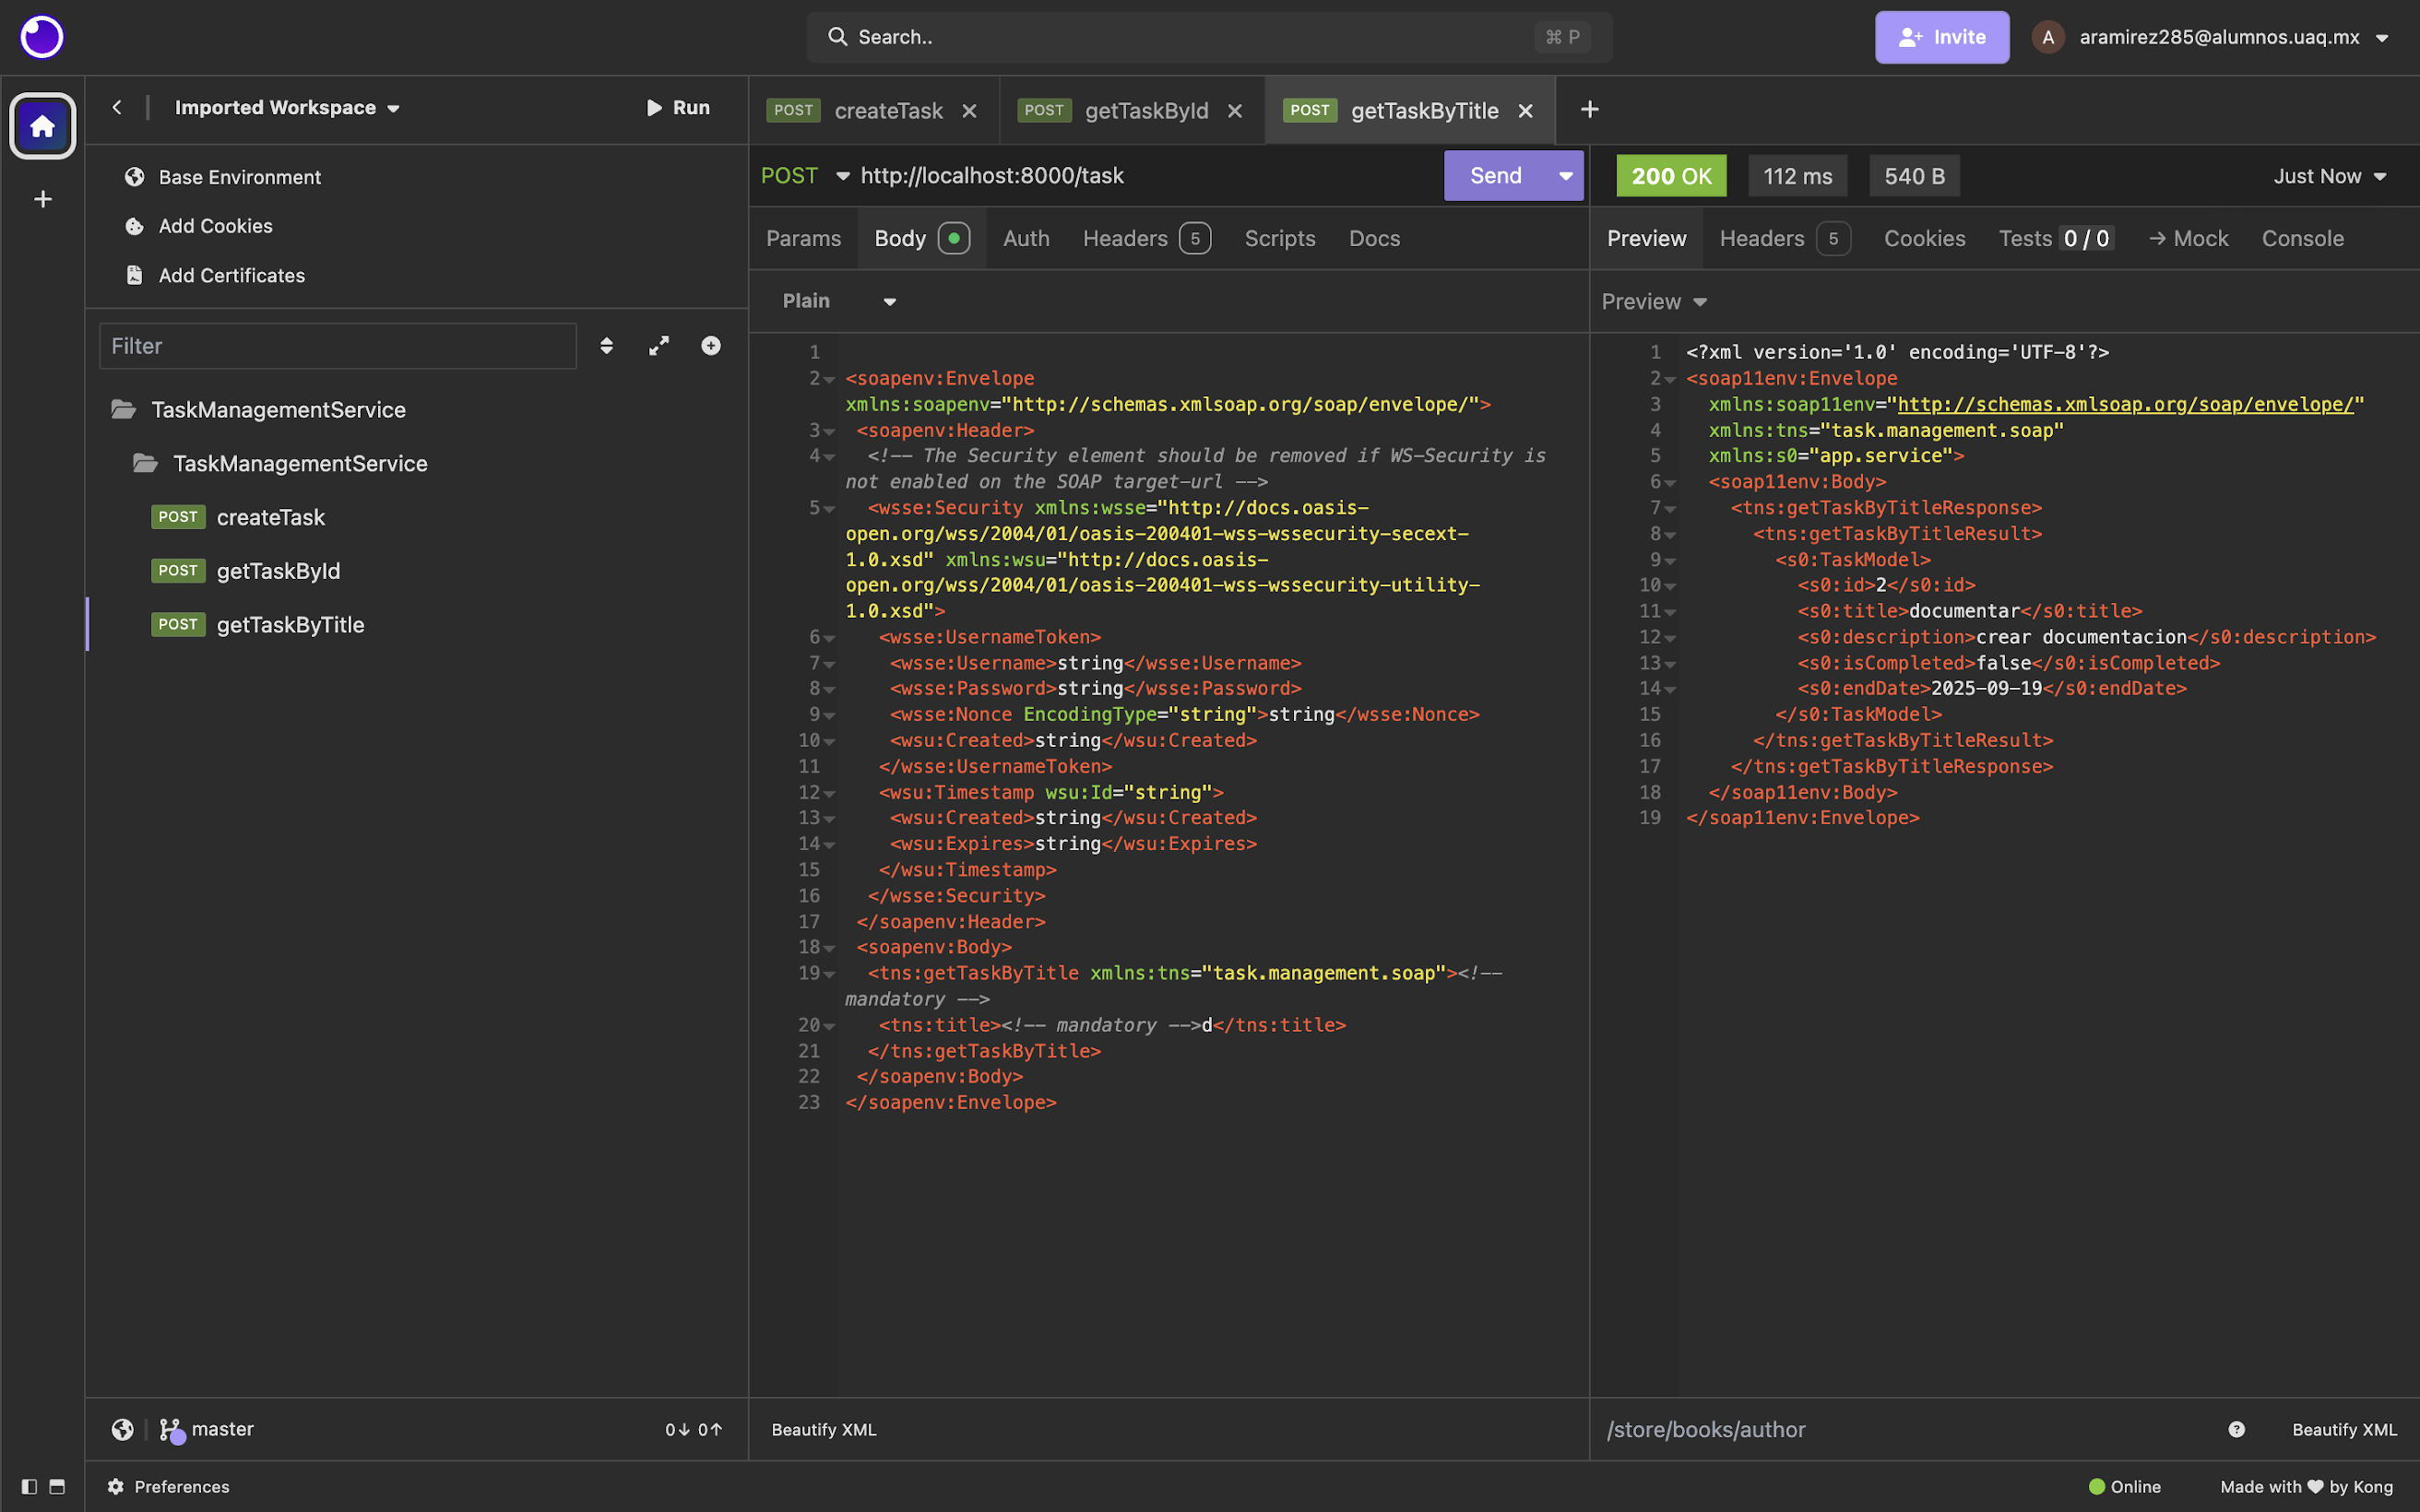 Search..
⌘ P
Invite
A
aramirez285@alumnos.uaq.mx
Imported Workspace
Run
Base Environment
Add Cookies
Add Certificates
Filter
TaskManagementService
TaskManagementService
POST createTask
POST getTaskById
POST getTaskByTitle
master
0↓ 0↑
Preferences
POST createTask
POST getTaskById
POST getTaskByTitle
POST http://localhost:8000/task
Send
Params Body Auth Headers 5 Scripts Docs
Plain
1
2 <soapenv:Envelope
xmlns:soapenv="http://schemas.xmlsoap.org/soap/envelope/">
3 <soapenv:Header>
4 <!-- The Security element should be removed if WS-Security is
not enabled on the SOAP target-url -->
5 <wsse:Security xmlns:wsse="http://docs.oasis-
open.org/wss/2004/01/oasis-200401-wss-wssecurity-secext-
1.0.xsd" xmlns:wsu="http://docs.oasis-
open.org/wss/2004/01/oasis-200401-wss-wssecurity-utility-
1.0.xsd">
6 <wsse:UsernameToken>
7 <wsse:Username>string</wsse:Username>
8 <wsse:Password>string</wsse:Password>
9 <wsse:Nonce EncodingType="string">string</wsse:Nonce>
10 <wsu:Created>string</wsu:Created>
11 </wsse:UsernameToken>
12 <wsu:Timestamp wsu:Id="string">
13 <wsu:Created>string</wsu:Created>
14 <wsu:Expires>string</wsu:Expires>
15 </wsu:Timestamp>
16 </wsse:Security>
17 </soapenv:Header>
18 <soapenv:Body>
19 <tns:getTaskByTitle xmlns:tns="task.management.soap"><!--
mandatory -->
20 <tns:title><!-- mandatory -->d</tns:title>
21 </tns:getTaskByTitle>
22 </soapenv:Body>
23 </soapenv:Envelope>
Beautify XML
200 OK
112 ms
540 B
Just Now
Preview Headers 5 Cookies Tests 0 / 0 → Mock Console
Preview
1 <?xml version='1.0' encoding='UTF-8'?>
2 <soap11env:Envelope
3 xmlns:soap11env="http://schemas.xmlsoap.org/soap/envelope/"
4 xmlns:tns="task.management.soap"
5 xmlns:s0="app.service">
6 <soap11env:Body>
7 <tns:getTaskByTitleResponse>
8 <tns:getTaskByTitleResult>
9 <s0:TaskModel>
10 <s0:id>2</s0:id>
11 <s0:title>documentar</s0:title>
12 <s0:description>crear documentacion</s0:description>
13 <s0:isCompleted>false</s0:isCompleted>
14 <s0:endDate>2025-09-19</s0:endDate>
15 </s0:TaskModel>
16 </tns:getTaskByTitleResult>
17 </tns:getTaskByTitleResponse>
18 </soap11env:Body>
19 </soap11env:Envelope>
/store/books/author
Beautify XML
Online
Made with ♥ by Kong